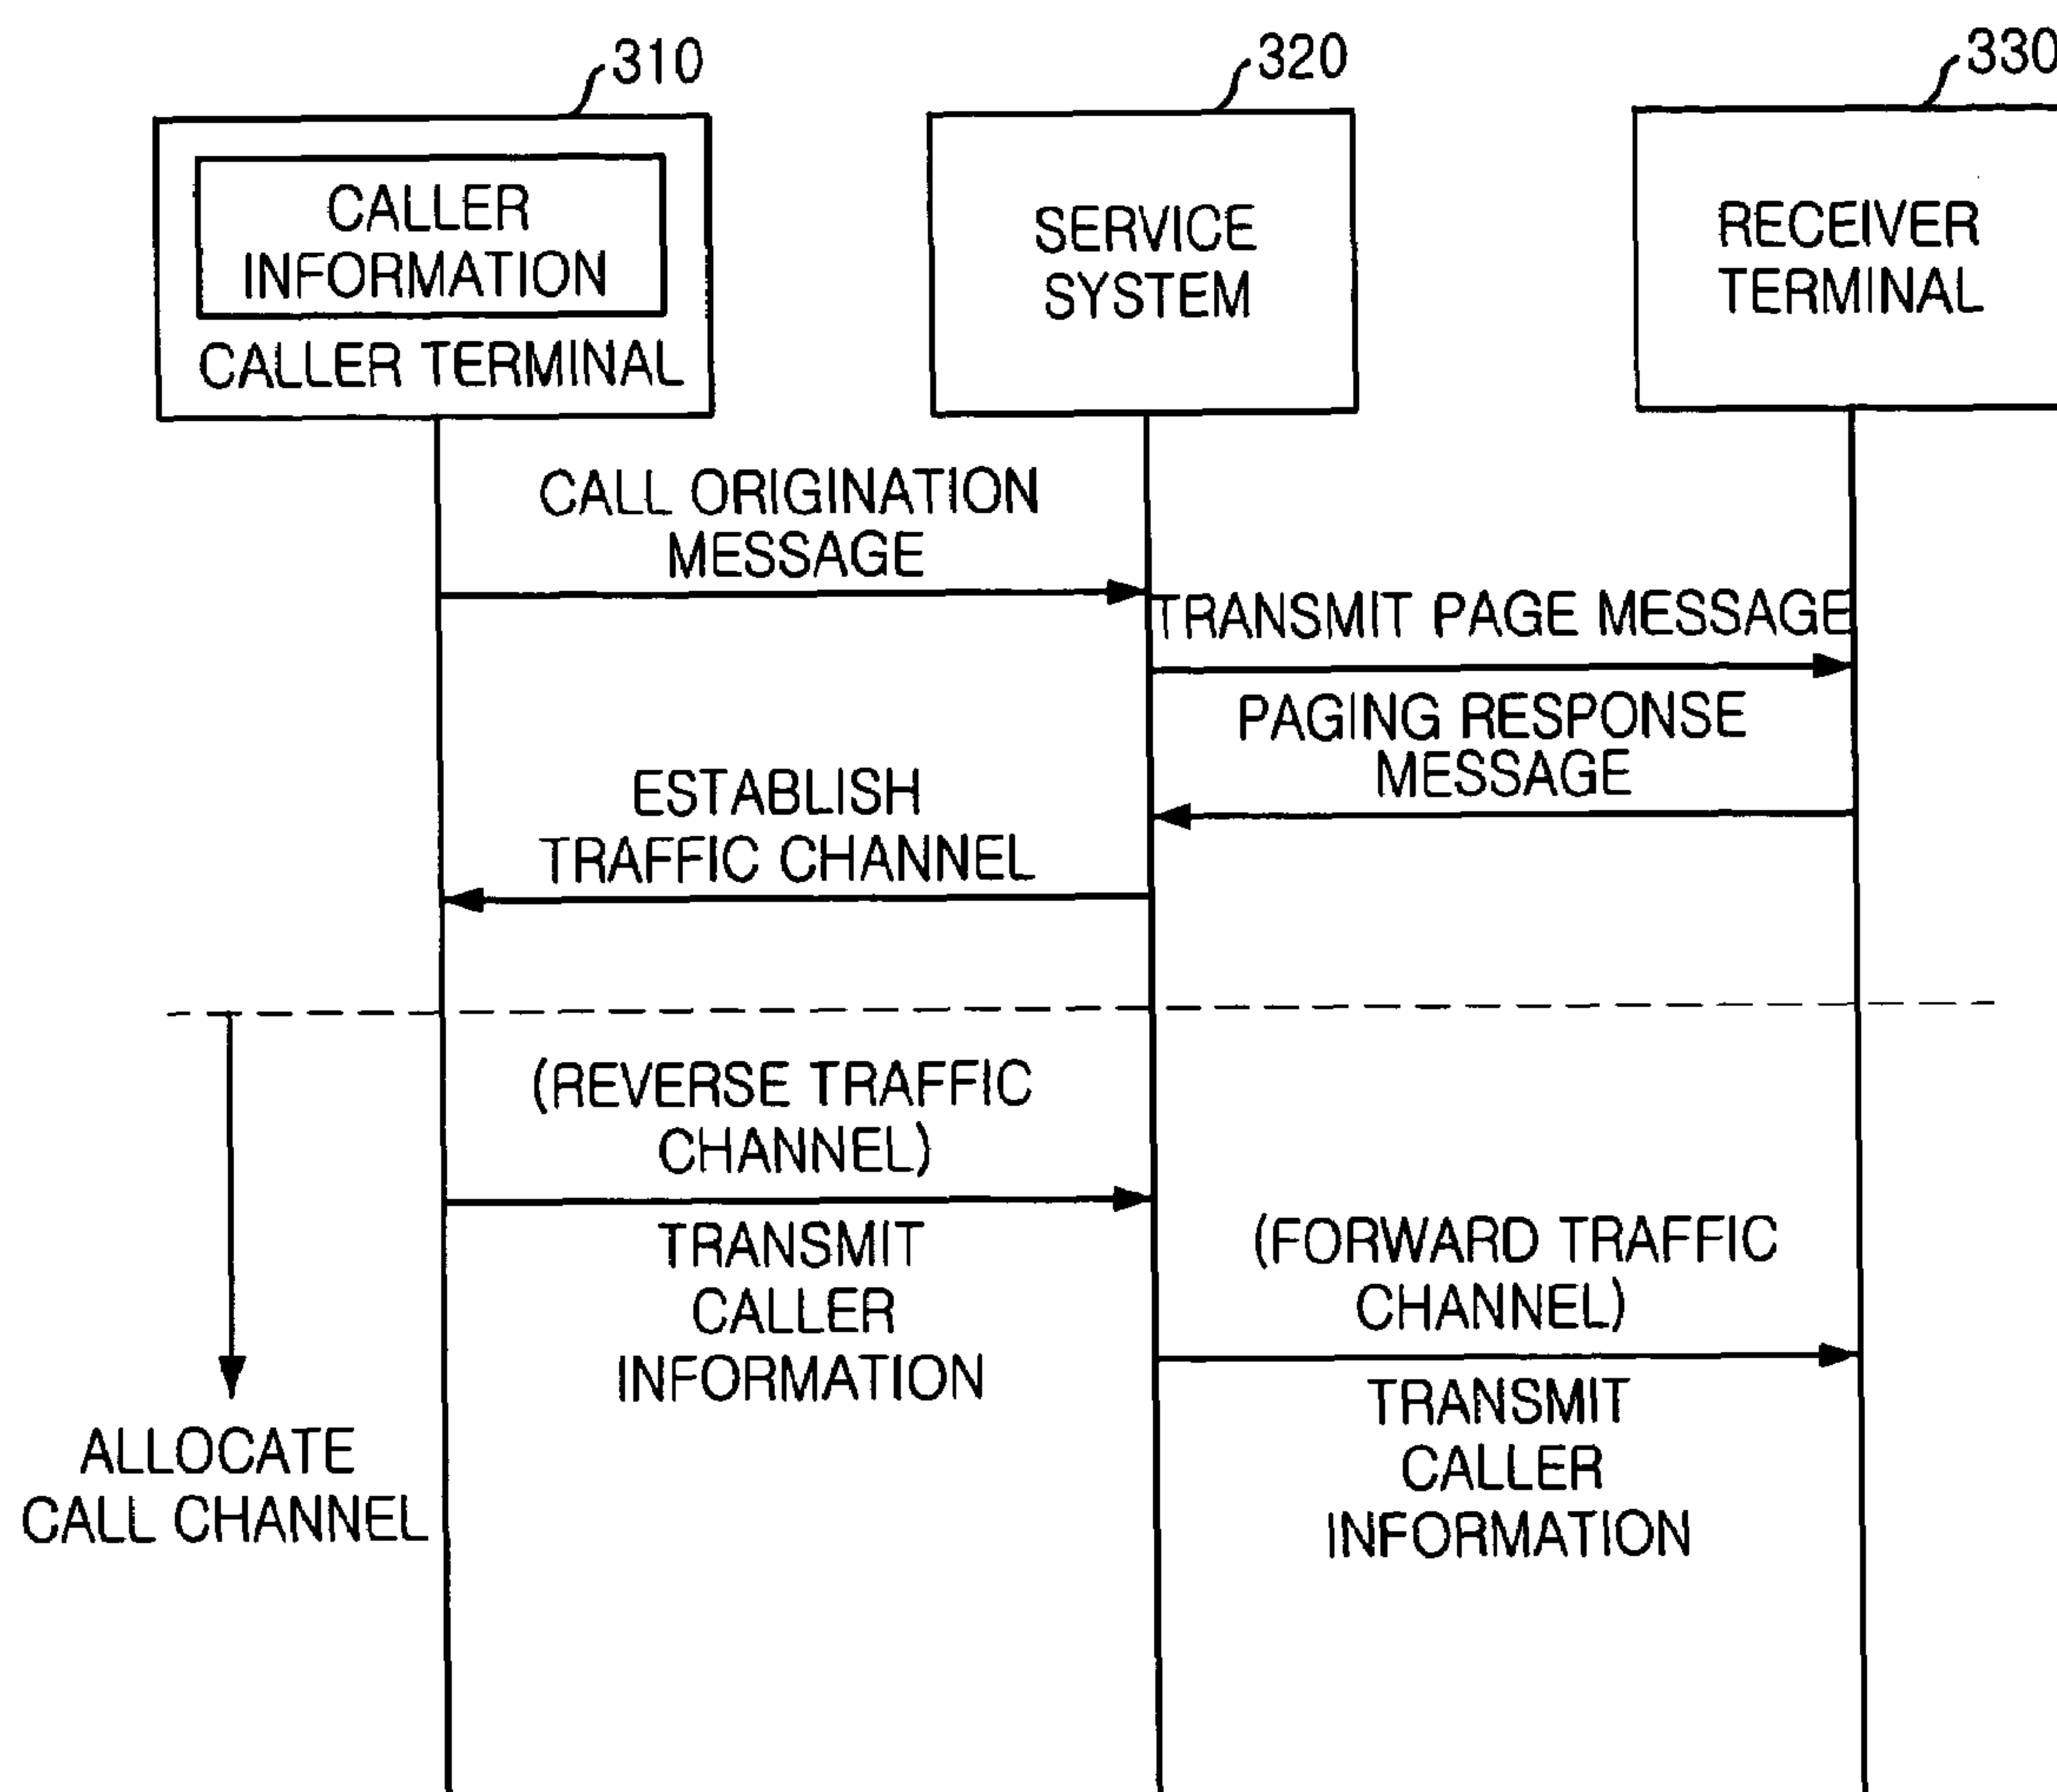 310
320
330
CALLER
INFORMATION
CALLER TERMINAL
SERVICE
SYSTEM
RECEIVER
TERMINAL
CALL ORIGINATION
MESSAGE
TRANSMIT PAGE MESSAGE
PAGING RESPONSE
MESSAGE
ESTABLISH
TRAFFIC CHANNEL
(REVERSE TRAFFIC
CHANNEL)
TRANSMIT
CALLER
INFORMATION
(FORWARD TRAFFIC
CHANNEL)
TRANSMIT
CALLER
INFORMATION
ALLOCATE
CALL CHANNEL